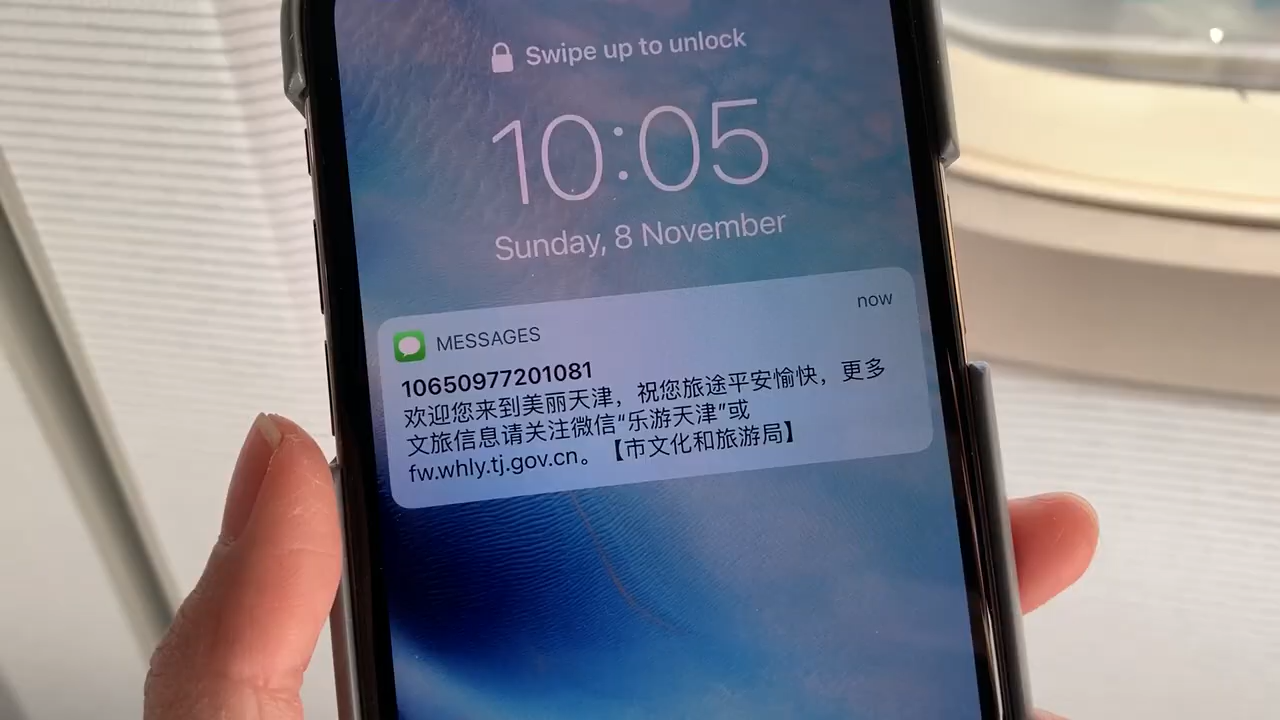 Swipe up to unlock
10:05
Sunday, 8 November
MESSAGES
now
10650977201081
欢迎您来到美丽天津，祝您旅途平安愉快，更多
文旅信息请关注微信“乐游天津”或
fw.whly.tj.gov.cn。【市文化和旅游局】